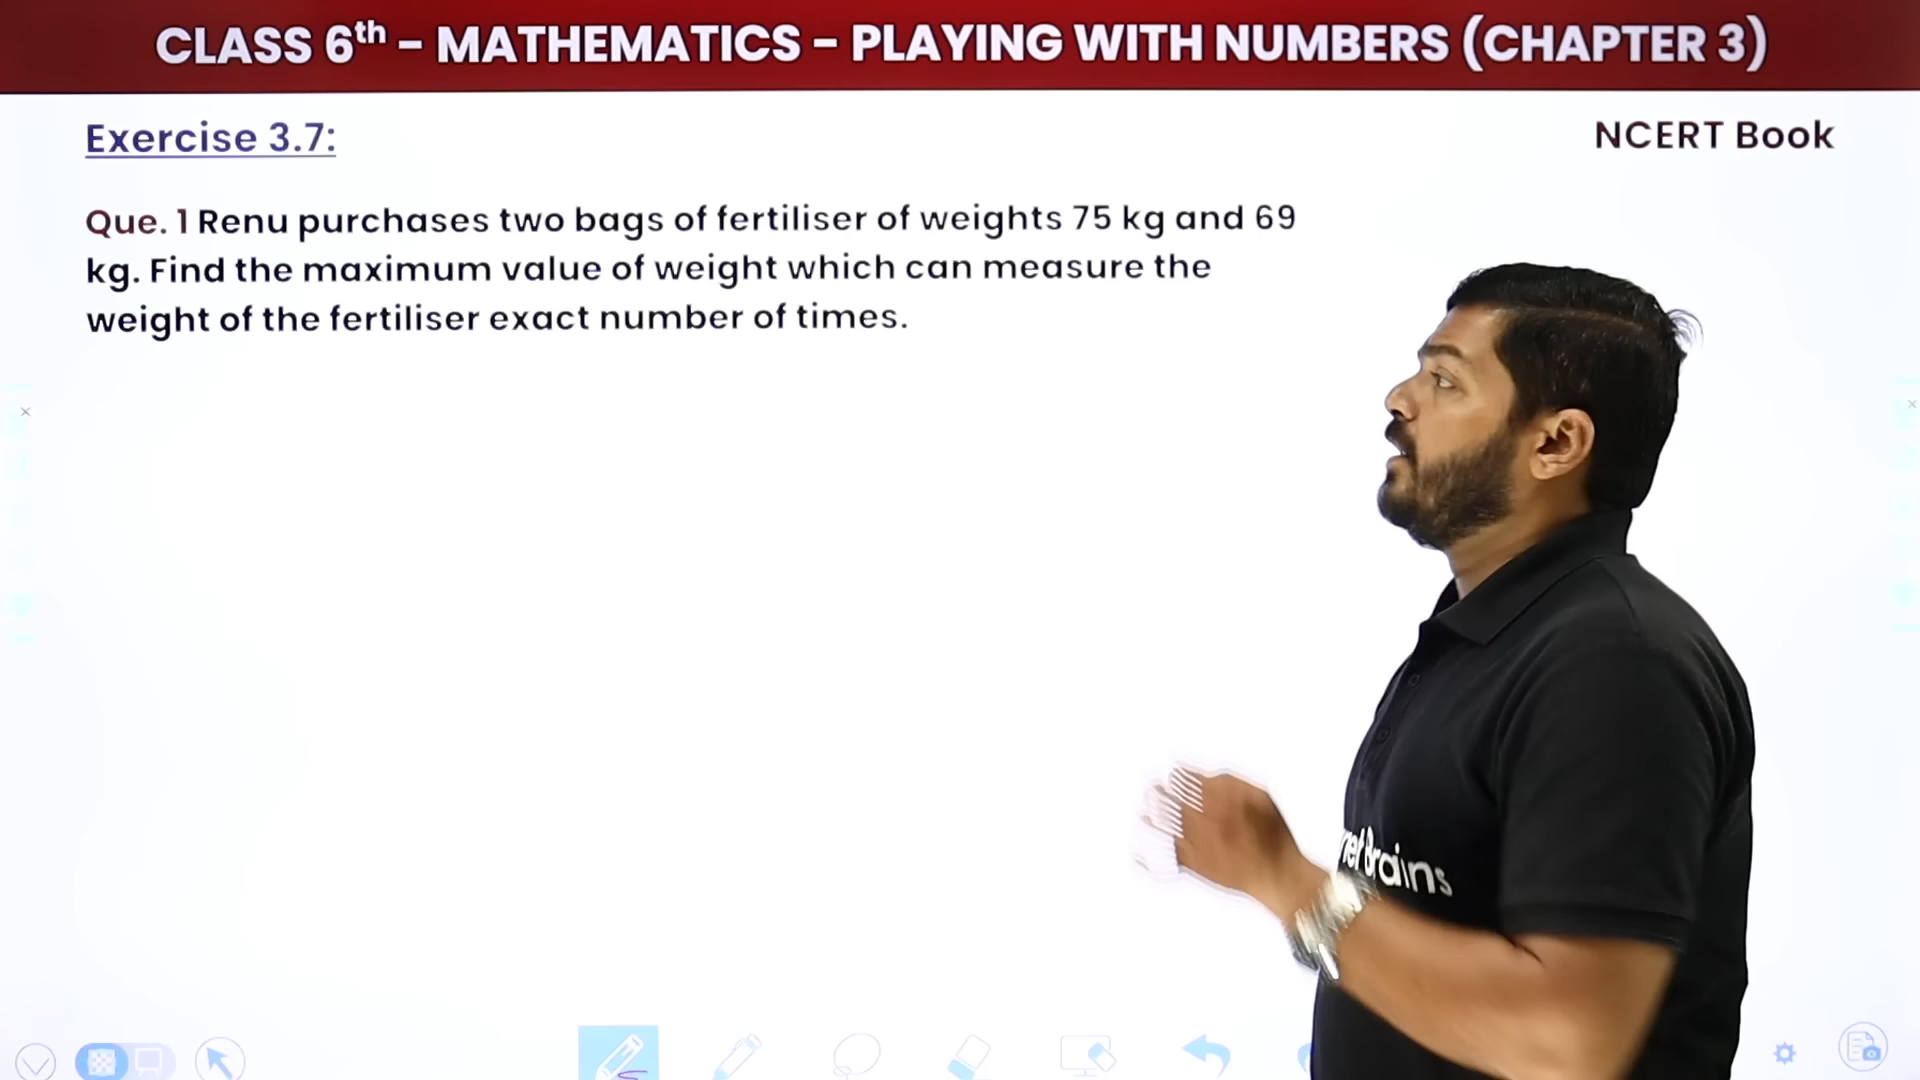 CLASS 6th – MATHEMATICS – PLAYING WITH NUMBERS (CHAPTER 3)
Exercise 3.7:
NCERT Book
Que. 1 Renu purchases two bags of fertiliser of weights 75 kg and 69
kg. Find the maximum value of weight which can measure the
weight of the fertiliser exact number of times.
net Brains